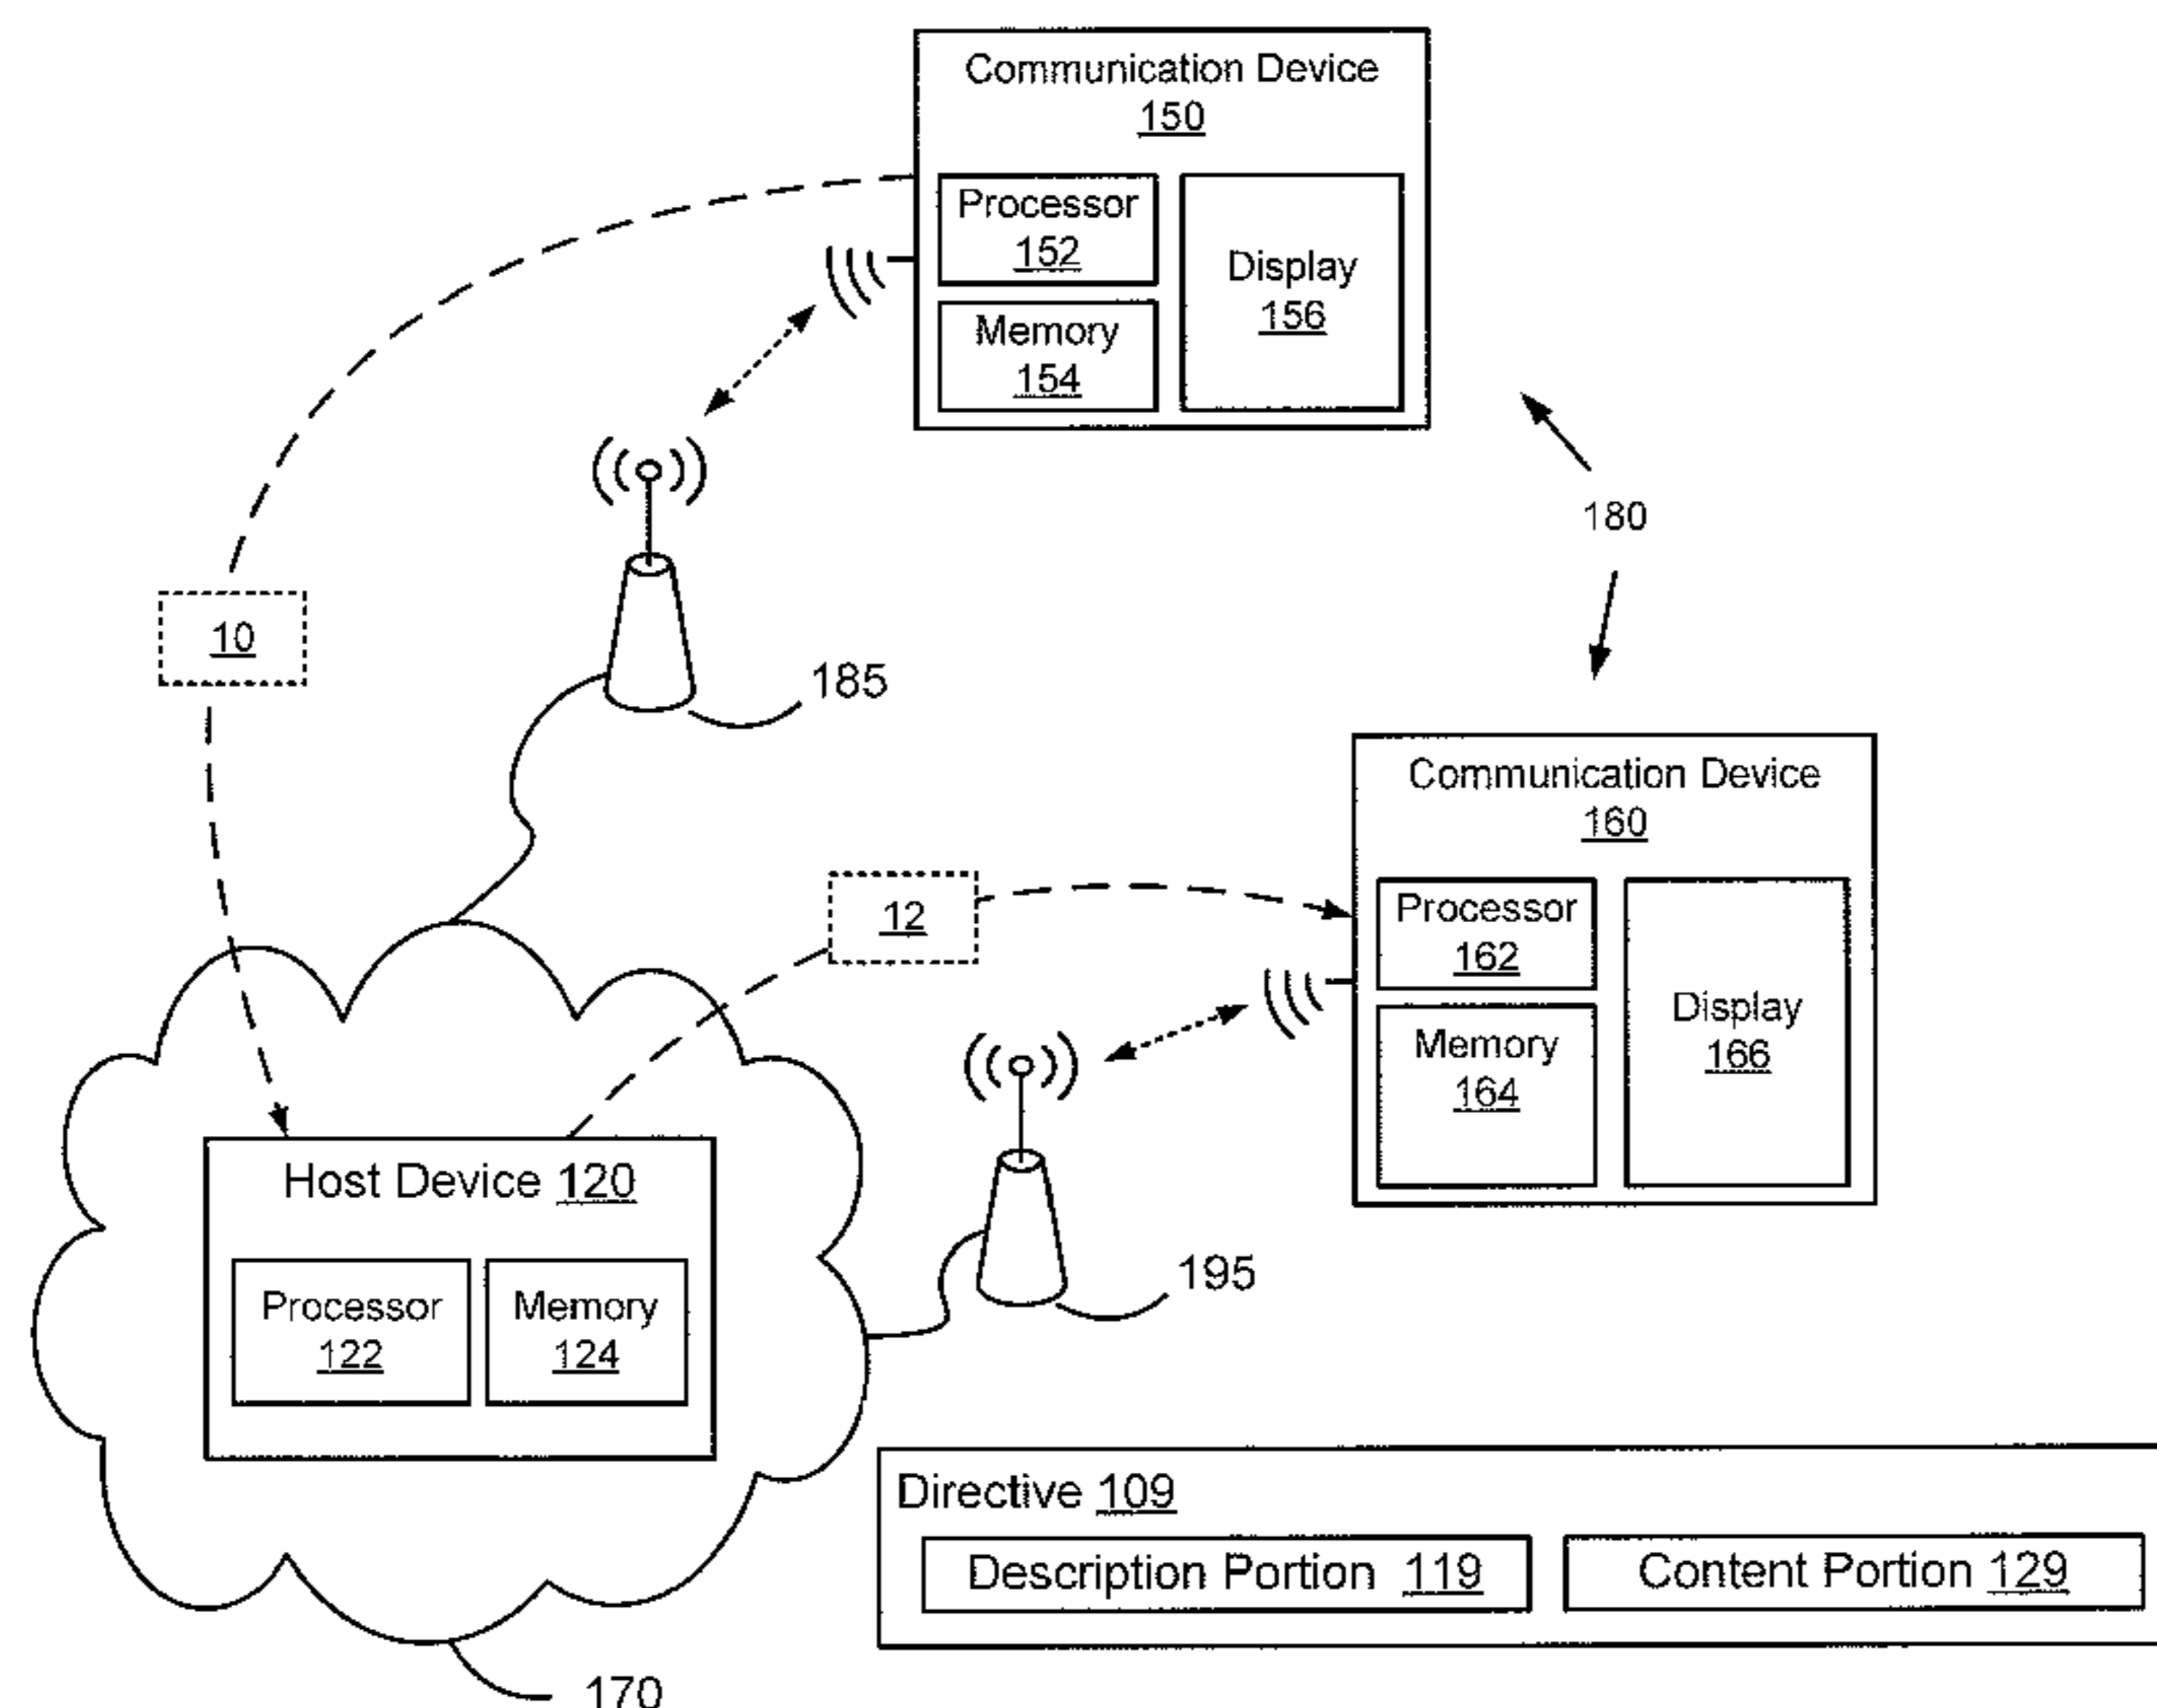 Communication Device
150
Processor
152
Display
156
Memory
154
180
10
185
Communication Device
160
12
Processor
162
Display
166
Memory
164
Host Device 120
195
Processor
122
Memory
124
Directive 109
Description Portion 119
Content Portion 129
170